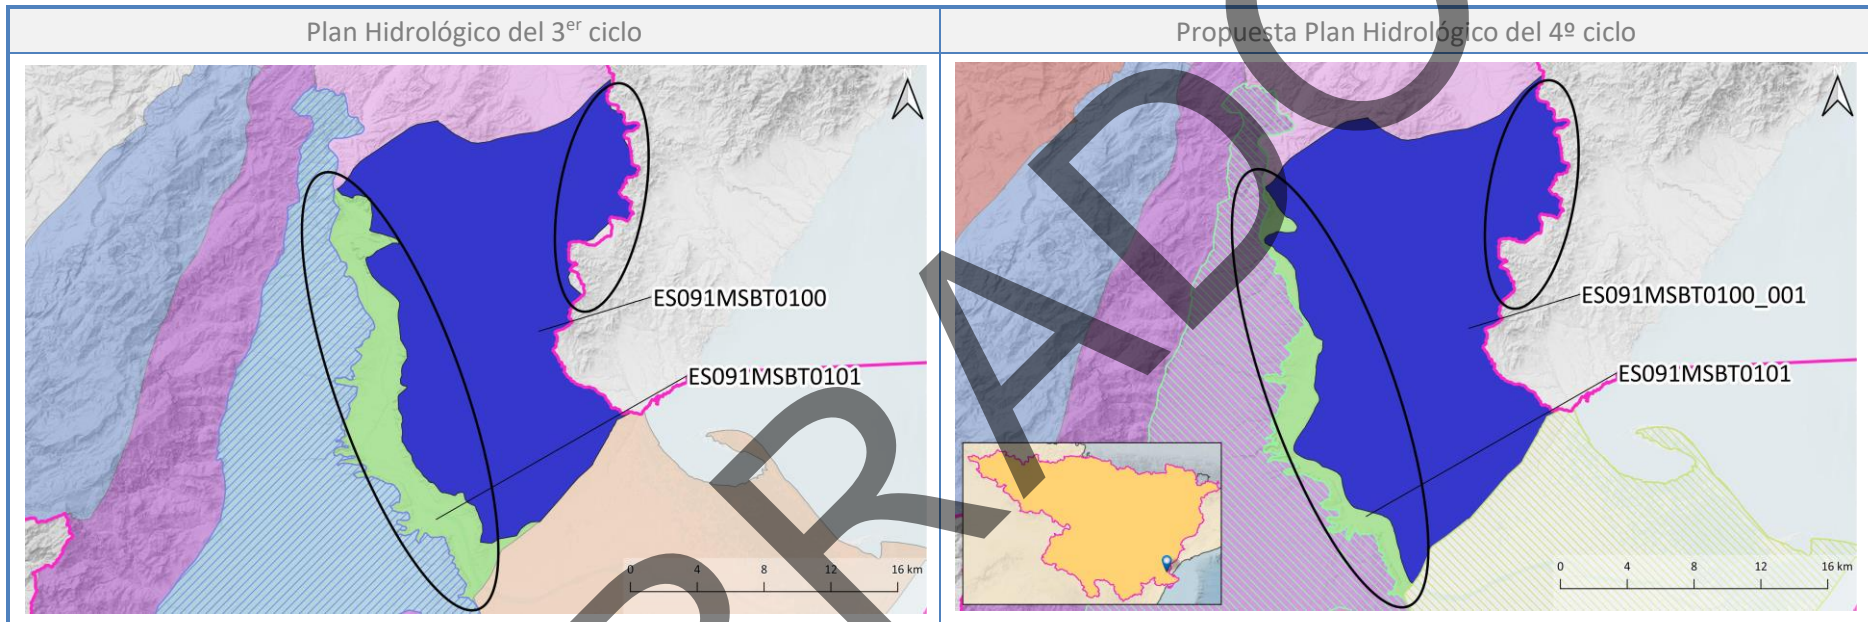 Plan Hidrológico del 3er ciclo
Propuesta Plan Hidrológico del 4º ciclo
ES091MSBT0100
ES091MSBT0101
0 4 8 12 16 km
ES091MSBT0100_001
ES091MSBT0101
0 4 8 12 16 km
RADO